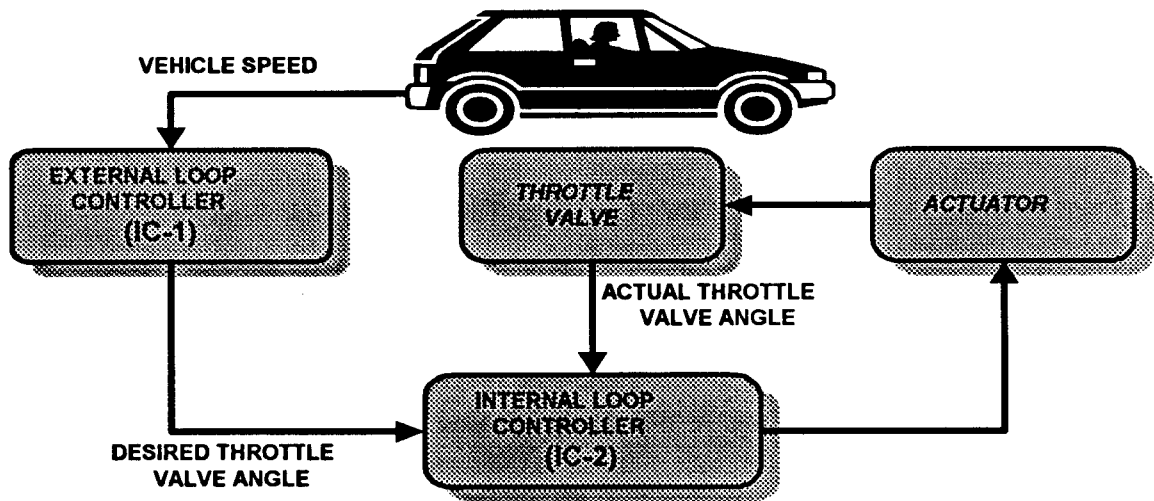 VEHICLE SPEED
EXTERNAL LOOP
CONTROLLER
(IC-1)
THROTTLE
VALVE
ACTUATOR
ACTUAL THROTTLE
VALVE ANGLE
INTERNAL LOOP
CONTROLLER
(IC-2)
DESIRED THROTTLE
VALVE ANGLE